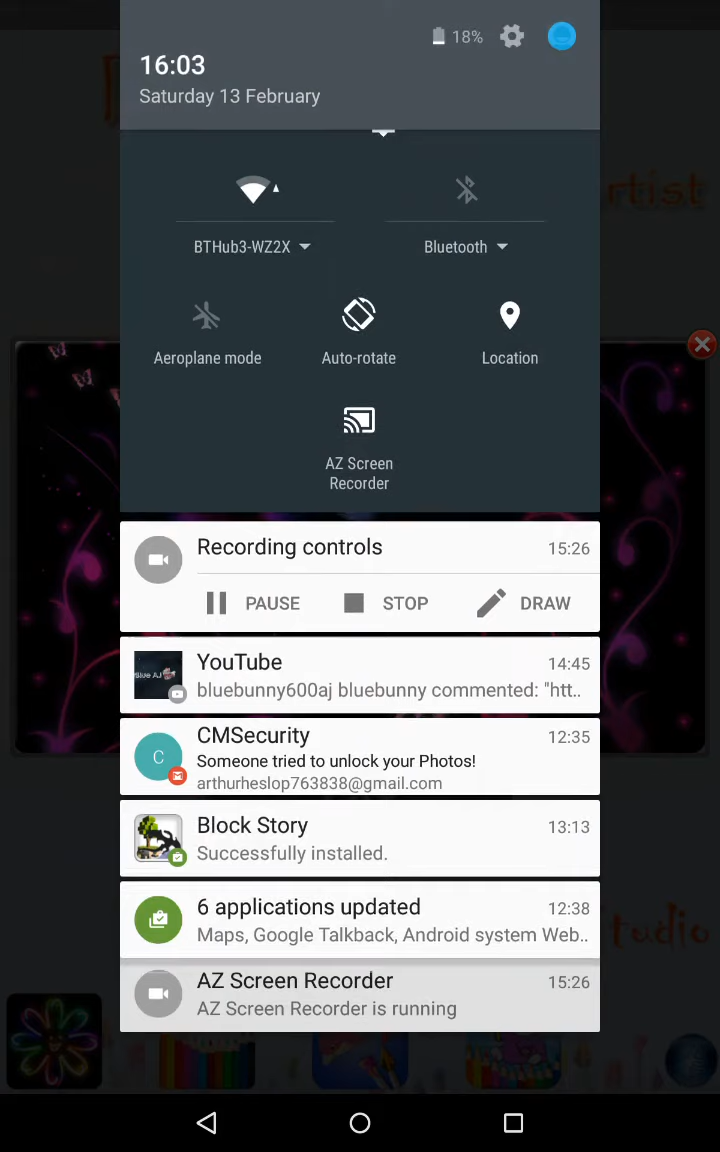 18%
16:03
Saturday 13 February
rtist
BTHub3-WZ2X
Bluetooth
Aeroplane mode
Auto-rotate
Location
AZ Screen
Recorder
Recording controls 15:26
PAUSE STOP DRAW
YouTube 14:45
bluebunny600aj bluebunny commented: "htt..
CMSecurity 12:35
Someone tried to unlock your Photos!
arthurheslop763838@gmail.com
C
Block Story 13:13
Successfully installed.
6 applications updated 12:38
Maps, Google Talkback, Android system Web..
tudio
AZ Screen Recorder 15:26
AZ Screen Recorder is running